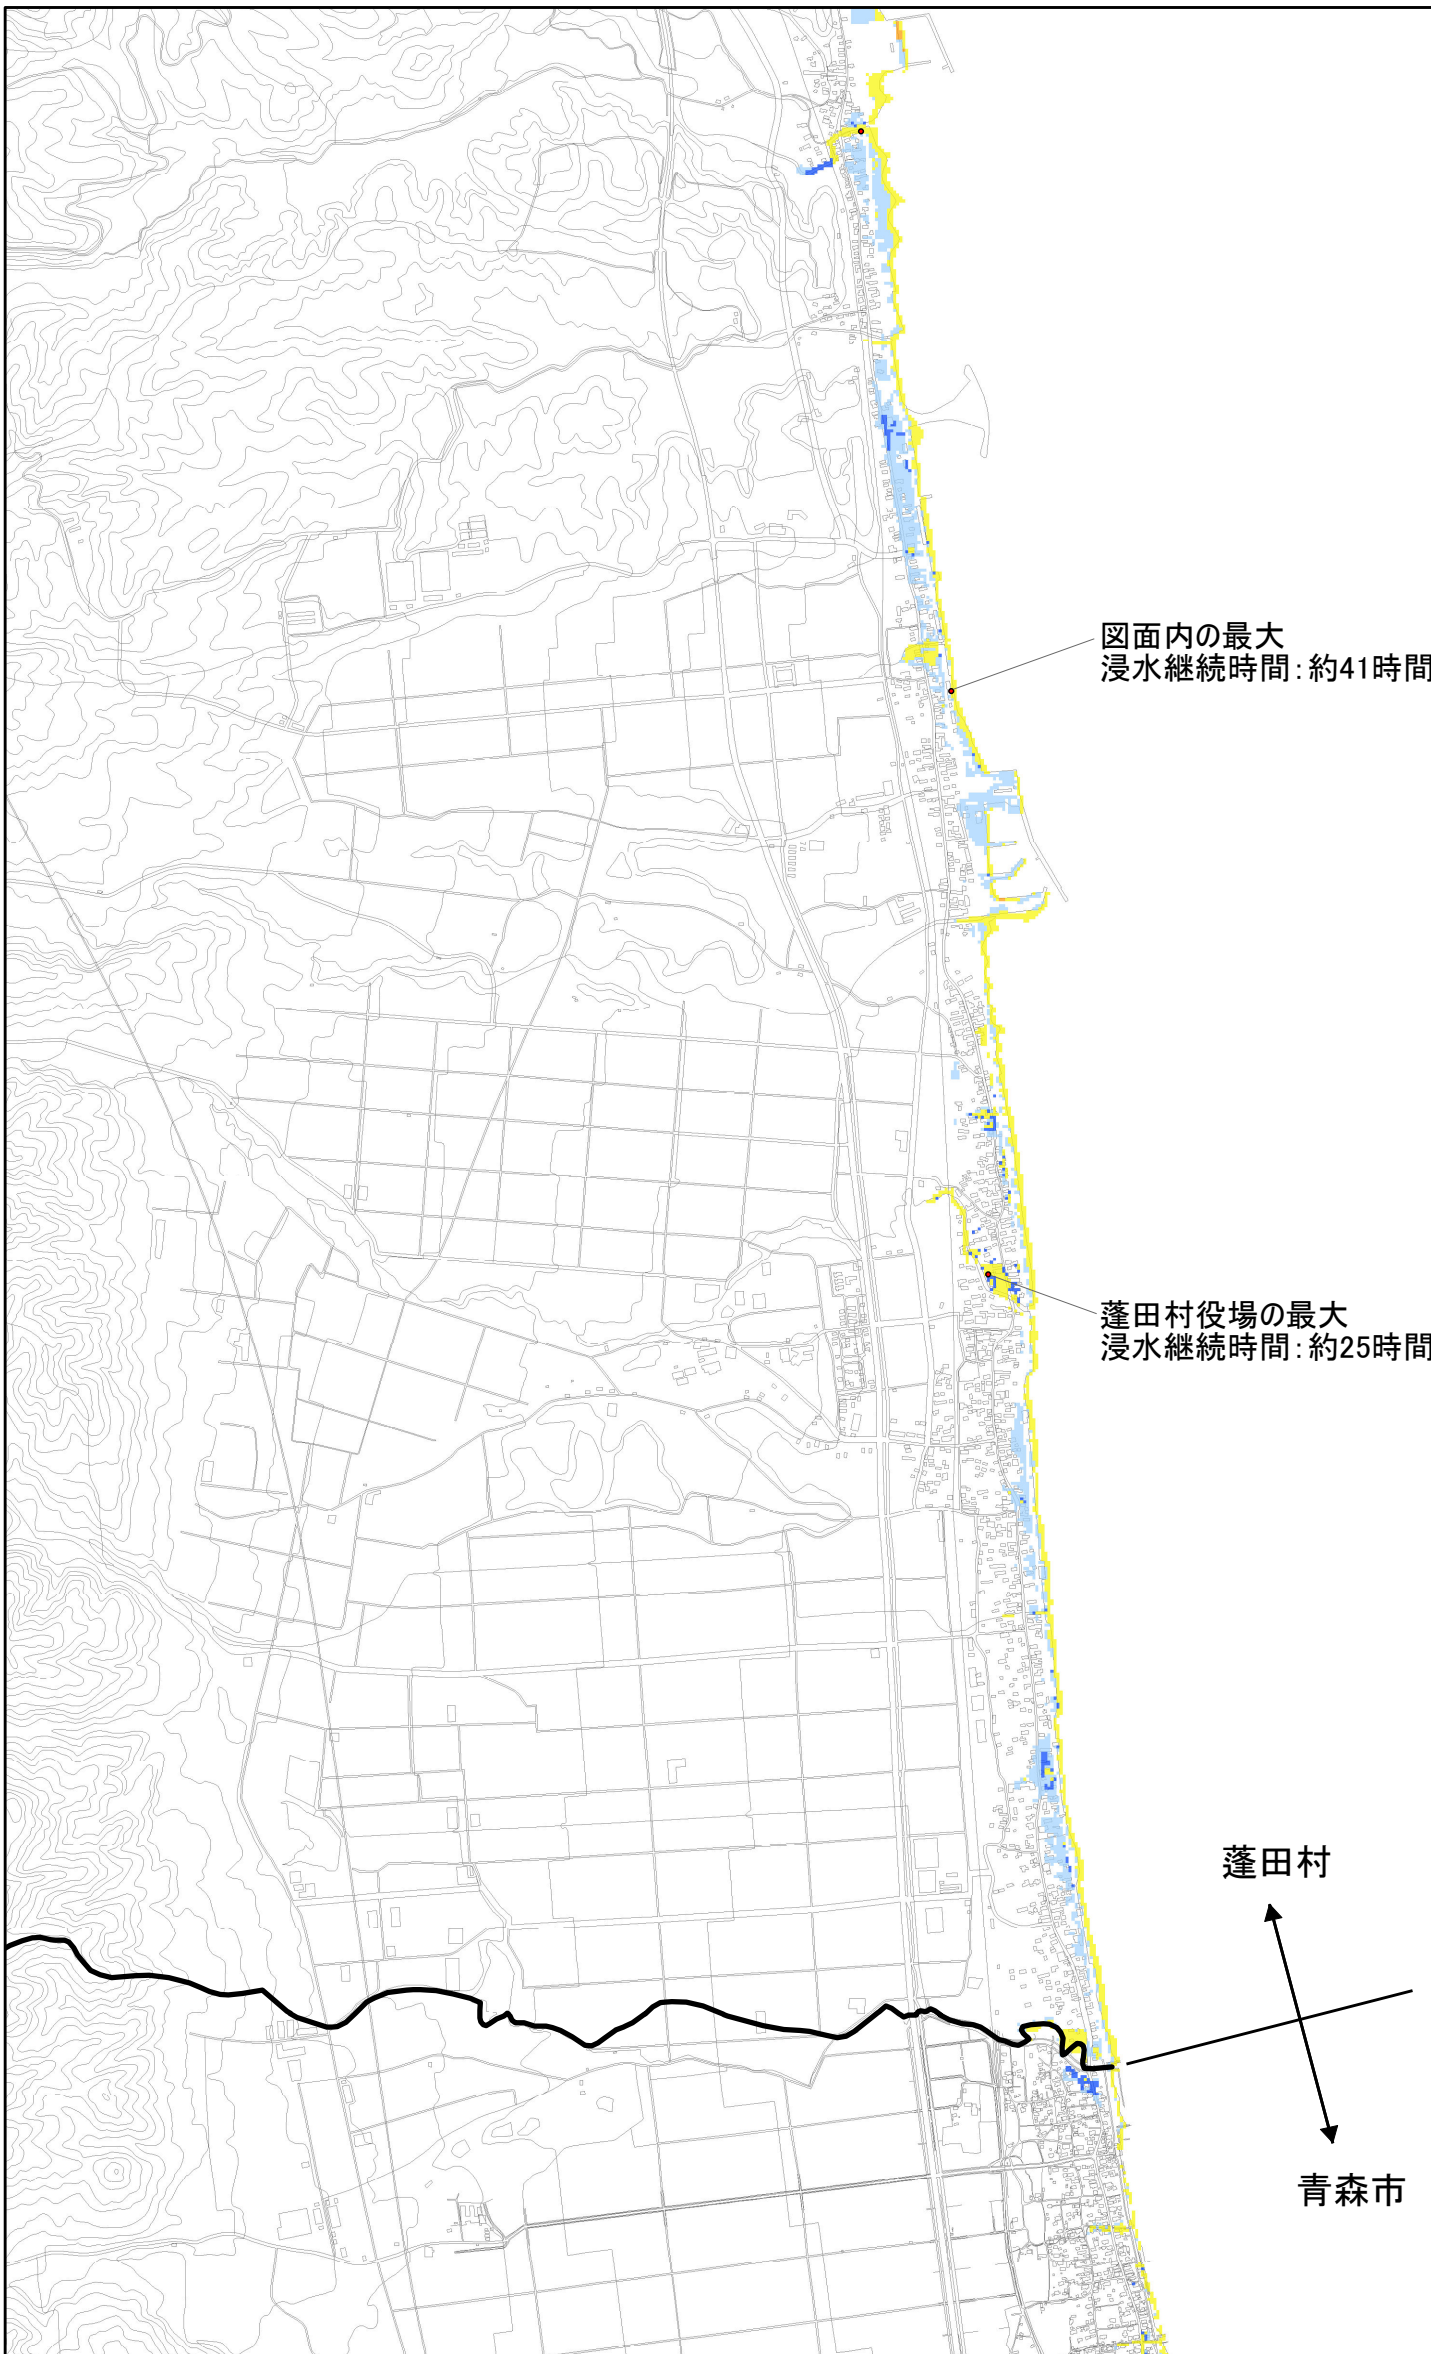 図面内の最大
浸水継続時間：約41時間
蓬田村役場の最大
浸水継続時間：約25時間
蓬田村
青森市